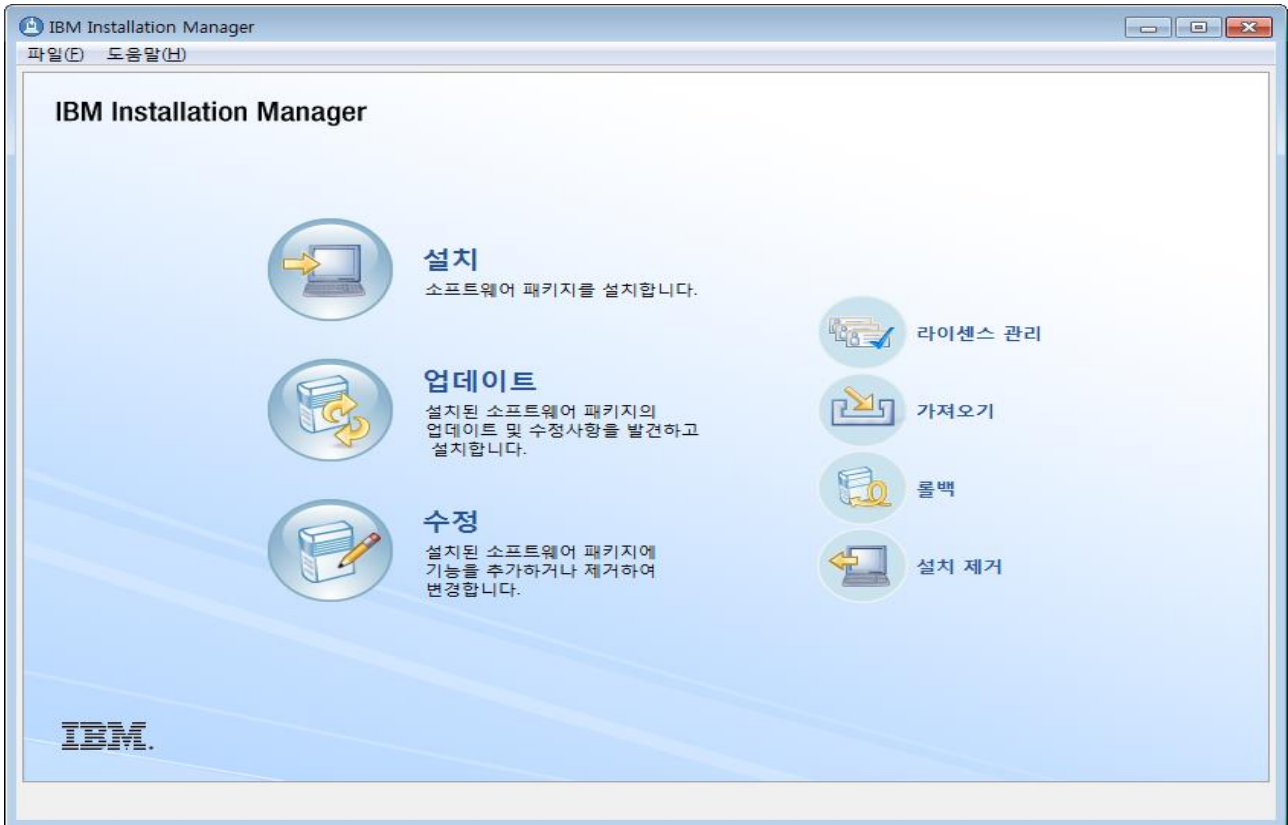 IBM Installation Manager
파일(F) 도움말(H)
IBM Installation Manager
설치
소프트웨어 패키지를 설치합니다.
업데이트
설치된 소프트웨어 패키지의
업데이트 및 수정사항을 발견하고
설치합니다.
수정
설치된 소프트웨어 패키지에
기능을 추가하거나 제거하여
변경합니다.
라이센스 관리
가져오기
롤백
설치 제거
IBM.